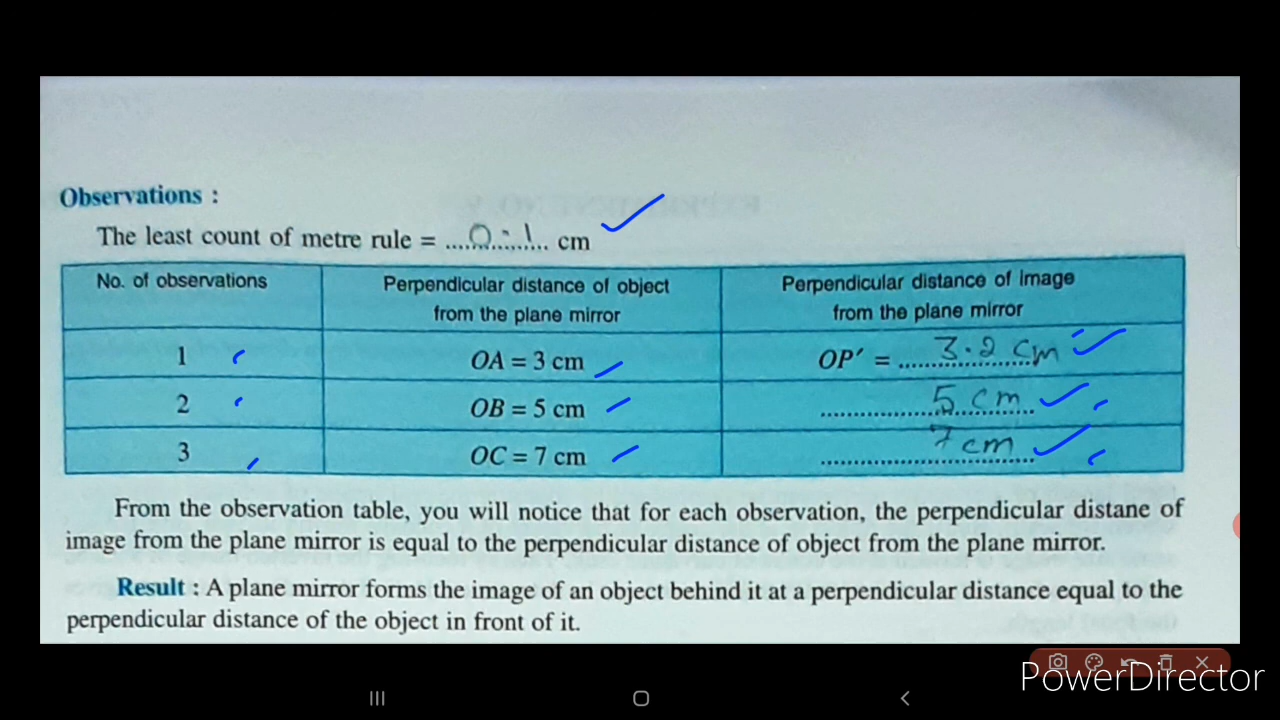 Observations :
The least count of metre rule = ....0.1.... cm
No. of observations
Perpendicular distance of object
from the plane mirror
Perpendicular distance of Image
from the plane mirror
1
OA = 3 cm
OP′ = ....3.2 cm....
2
OB = 5 cm
....5 cm....
3
OC = 7 cm
....7 cm....
From the observation table, you will notice that for each observation, the perpendicular distane of
image from the plane mirror is equal to the perpendicular distance of object from the plane mirror.
Result : A plane mirror forms the image of an object behind it at a perpendicular distance equal to the
perpendicular distance of the object in front of it.
PowerDirector